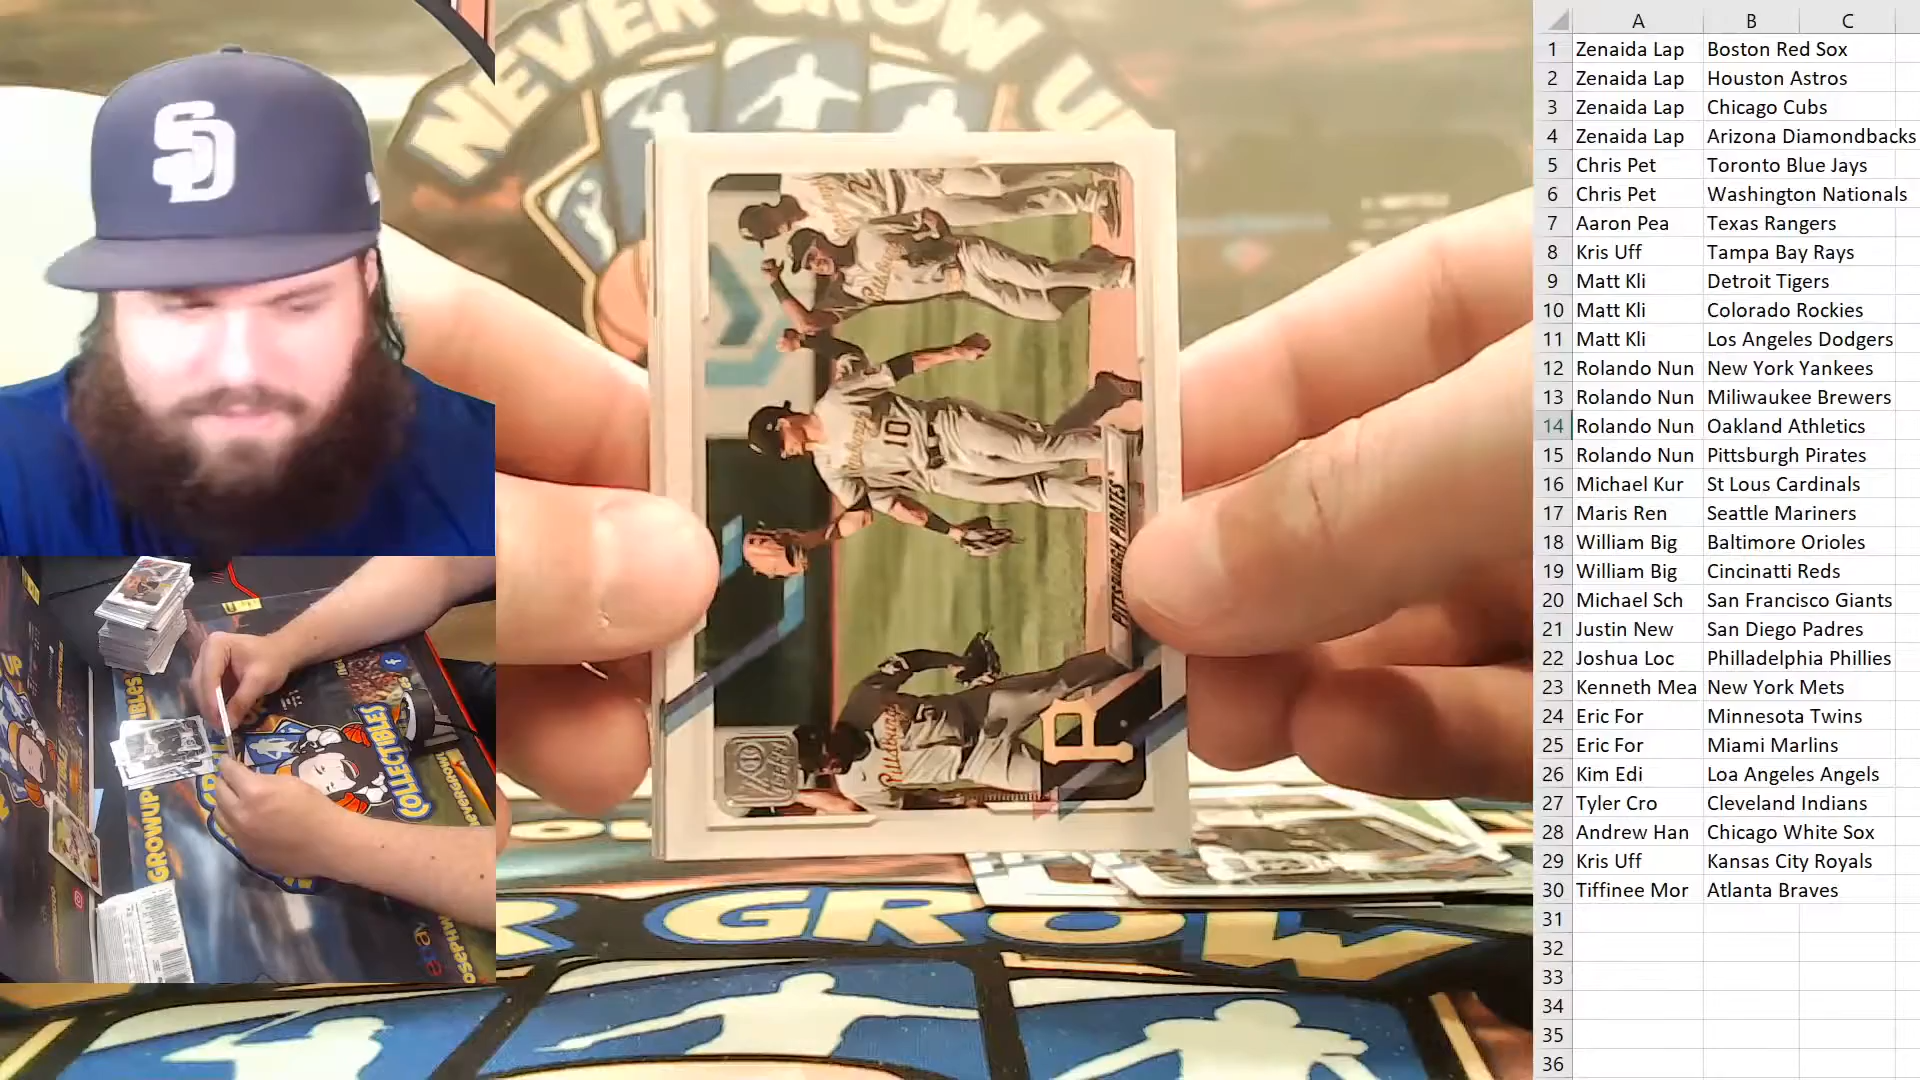 NEVER GROW U
SD
10
Pittsburgh
PITTSBURGH PIRATES
P
70
R GROW
GROWUP
COLLECTIBLES
UP
A B C
1 Zenaida Lap Boston Red Sox
2 Zenaida Lap Houston Astros
3 Zenaida Lap Chicago Cubs
4 Zenaida Lap Arizona Diamondbacks
5 Chris Pet Toronto Blue Jays
6 Chris Pet Washington Nationals
7 Aaron Pea Texas Rangers
8 Kris Uff Tampa Bay Rays
9 Matt Kli Detroit Tigers
10 Matt Kli Colorado Rockies
11 Matt Kli Los Angeles Dodgers
12 Rolando Nun New York Yankees
13 Rolando Nun Miliwaukee Brewers
14 Rolando Nun Oakland Athletics
15 Rolando Nun Pittsburgh Pirates
16 Michael Kur St Lous Cardinals
17 Maris Ren Seattle Mariners
18 William Big Baltimore Orioles
19 William Big Cincinatti Reds
20 Michael Sch San Francisco Giants
21 Justin New San Diego Padres
22 Joshua Loc Philladelphia Phillies
23 Kenneth Mea New York Mets
24 Eric For Minnesota Twins
25 Eric For Miami Marlins
26 Kim Edi Loa Angeles Angels
27 Tyler Cro Cleveland Indians
28 Andrew Han Chicago White Sox
29 Kris Uff Kansas City Royals
30 Tiffinee Mor Atlanta Braves
31
32
33
34
35
36